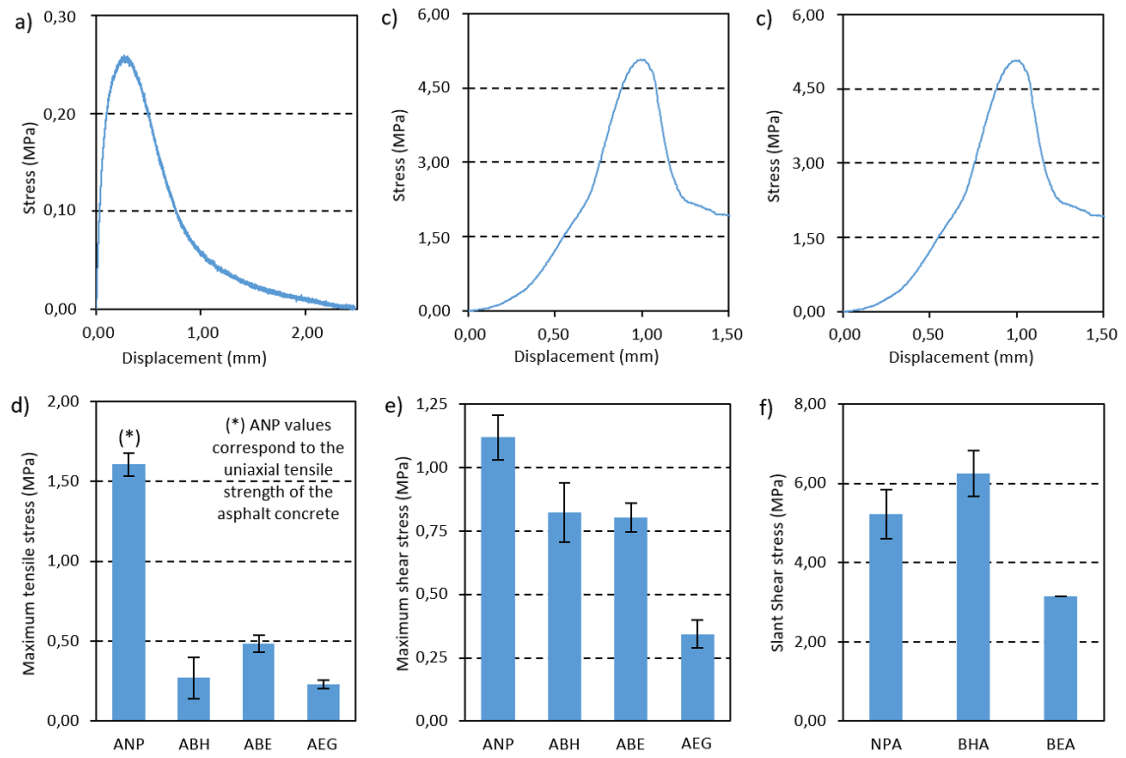 a)
0,30
0,20
0,10
0,00
Stress (MPa)
0,00 1,00 2,00
Displacement (mm)
c)
6,00
4,50
3,00
1,50
0,00
Stress (MPa)
0,00 0,50 1,00 1,50
Displacement (mm)
c)
6,00
4,50
3,00
1,50
0,00
Stress (MPa)
0,00 0,50 1,00 1,50
Displacement (mm)
d)
2,00
1,50
1,00
0,50
0,00
Maximum tensile stress (MPa)
(*)
(*) ANP values
correspond to the
uniaxial tensile
strength of the
asphalt concrete
ANP ABH ABE AEG
e)
1,25
1,00
0,75
0,50
0,25
0,00
Maximum shear stress (MPa)
ANP ABH ABE AEG
f)
8,00
6,00
4,00
2,00
0,00
Slant Shear stress (MPa)
NPA BHA BEA